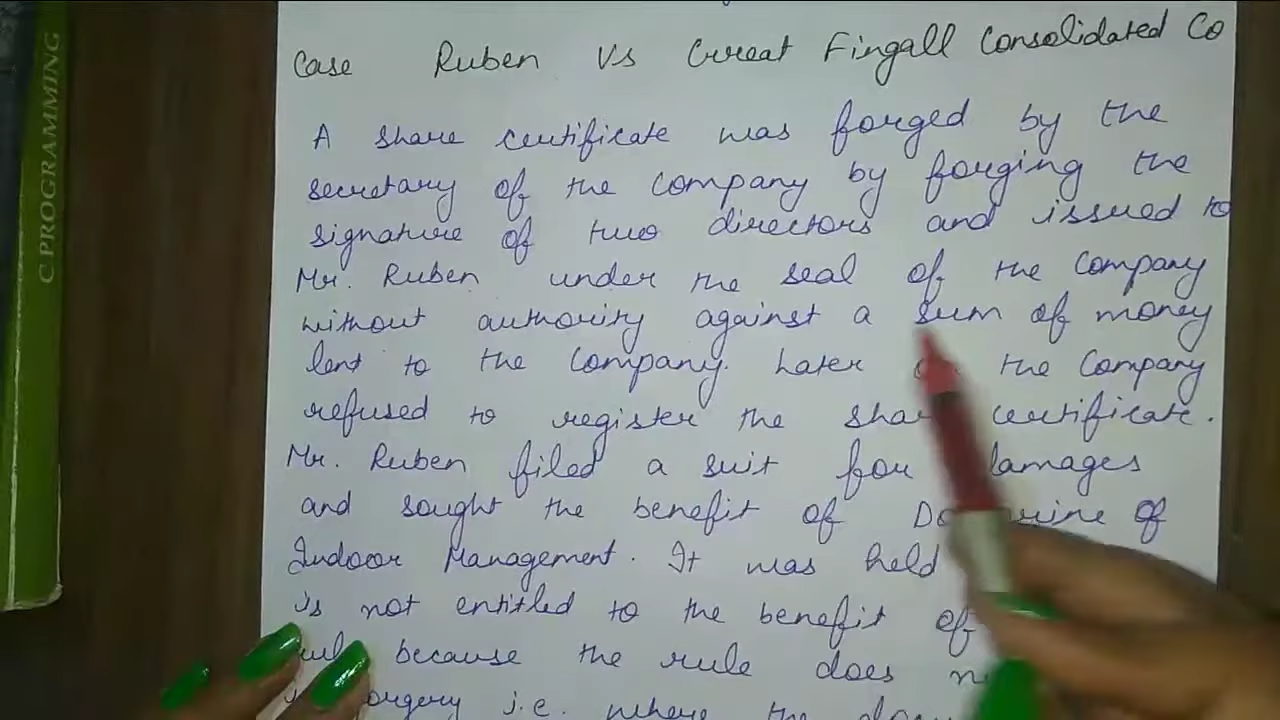 C PROGRAMMING
Case Ruben Vs Great Fingall Consolidated Co
A share certificate was forged by the
secretary of the company by forging the
signature of two directors and issued to
Mr. Ruben under the seal of the Company
without authority against a sum of money
lent to the Company. Later the Company
refused to register the certificate.
Mr. Ruben filed a suit for damages
and sought the benefit of of
Indoor Management. It was held
is not entitled to the benefit of
because the rule does
i.e. where the